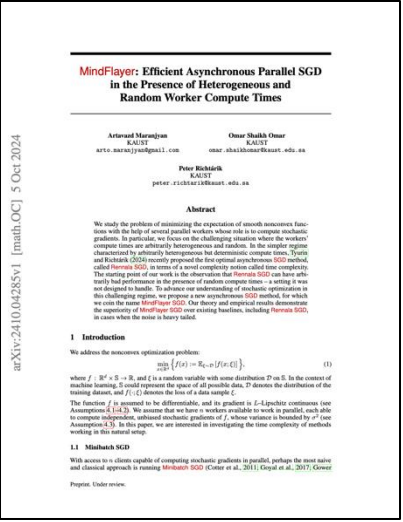 arXiv:2410.04285v1 [math.OC] 5 Oct 2024
MindFlayer: Efficient Asynchronous Parallel SGD
in the Presence of Heterogeneous and
Random Worker Compute Times
Artavazd Maranjyan
KAUST
arto.maranjyan@gmail.com
Omar Shaikh Omar
KAUST
omar.shaikhomar@kaust.edu.sa
Peter Richtárik
KAUST
peter.richtarik@kaust.edu.sa
Abstract
We study the problem of minimizing the expectation of smooth nonconvex func-
tions with the help of several parallel workers whose role is to compute stochastic
gradients. In particular, we focus on the challenging situation where the workers'
compute times are arbitrarily heterogeneous and random. In the simpler regime
characterized by arbitrarily heterogeneous but deterministic compute times, Tyurin
and Richtárik (2024) recently proposed the first optimal asynchronous SGD method,
called Rennala SGD, in terms of a novel complexity notion called time complexity.
The starting point of our work is the observation that Rennala SGD can have arbi-
trarily bad performance in the presence of random compute times – a setting it was
not designed to handle. To advance our understanding of stochastic optimization in
this challenging regime, we propose a new asynchronous SGD method, for which
we coin the name MindFlayer SGD. Our theory and empirical results demonstrate
the superiority of MindFlayer SGD over existing baselines, including Rennala SGD,
in cases when the noise is heavy tailed.
1 Introduction
We address the nonconvex optimization problem:
min x∈ℝᵈ { f(x) := 𝔼ξ∼𝒟 [f(x; ξ)] }, (1)
where f : ℝᵈ × 𝕊 → ℝ, and ξ is a random variable with some distribution 𝒟 on 𝕊. In the context of
machine learning, 𝕊 could represent the space of all possible data, 𝒟 denotes the distribution of the
training dataset, and f(·; ξ) denotes the loss of a data sample ξ.
The function f is assumed to be differentiable, and its gradient is L–Lipschitz continuous (see
Assumptions 4.1–4.2). We assume that we have n workers available to work in parallel, each able
to compute independent, unbiased stochastic gradients of f, whose variance is bounded by σ² (see
Assumption 4.3). In this paper, we are interested in investigating the time complexity of methods
working in this natural setup.
1.1 Minibatch SGD
With access to n clients capable of computing stochastic gradients in parallel, perhaps the most naive
and classical approach is running Minibatch SGD (Cotter et al., 2011; Goyal et al., 2017; Gower
Preprint. Under review.